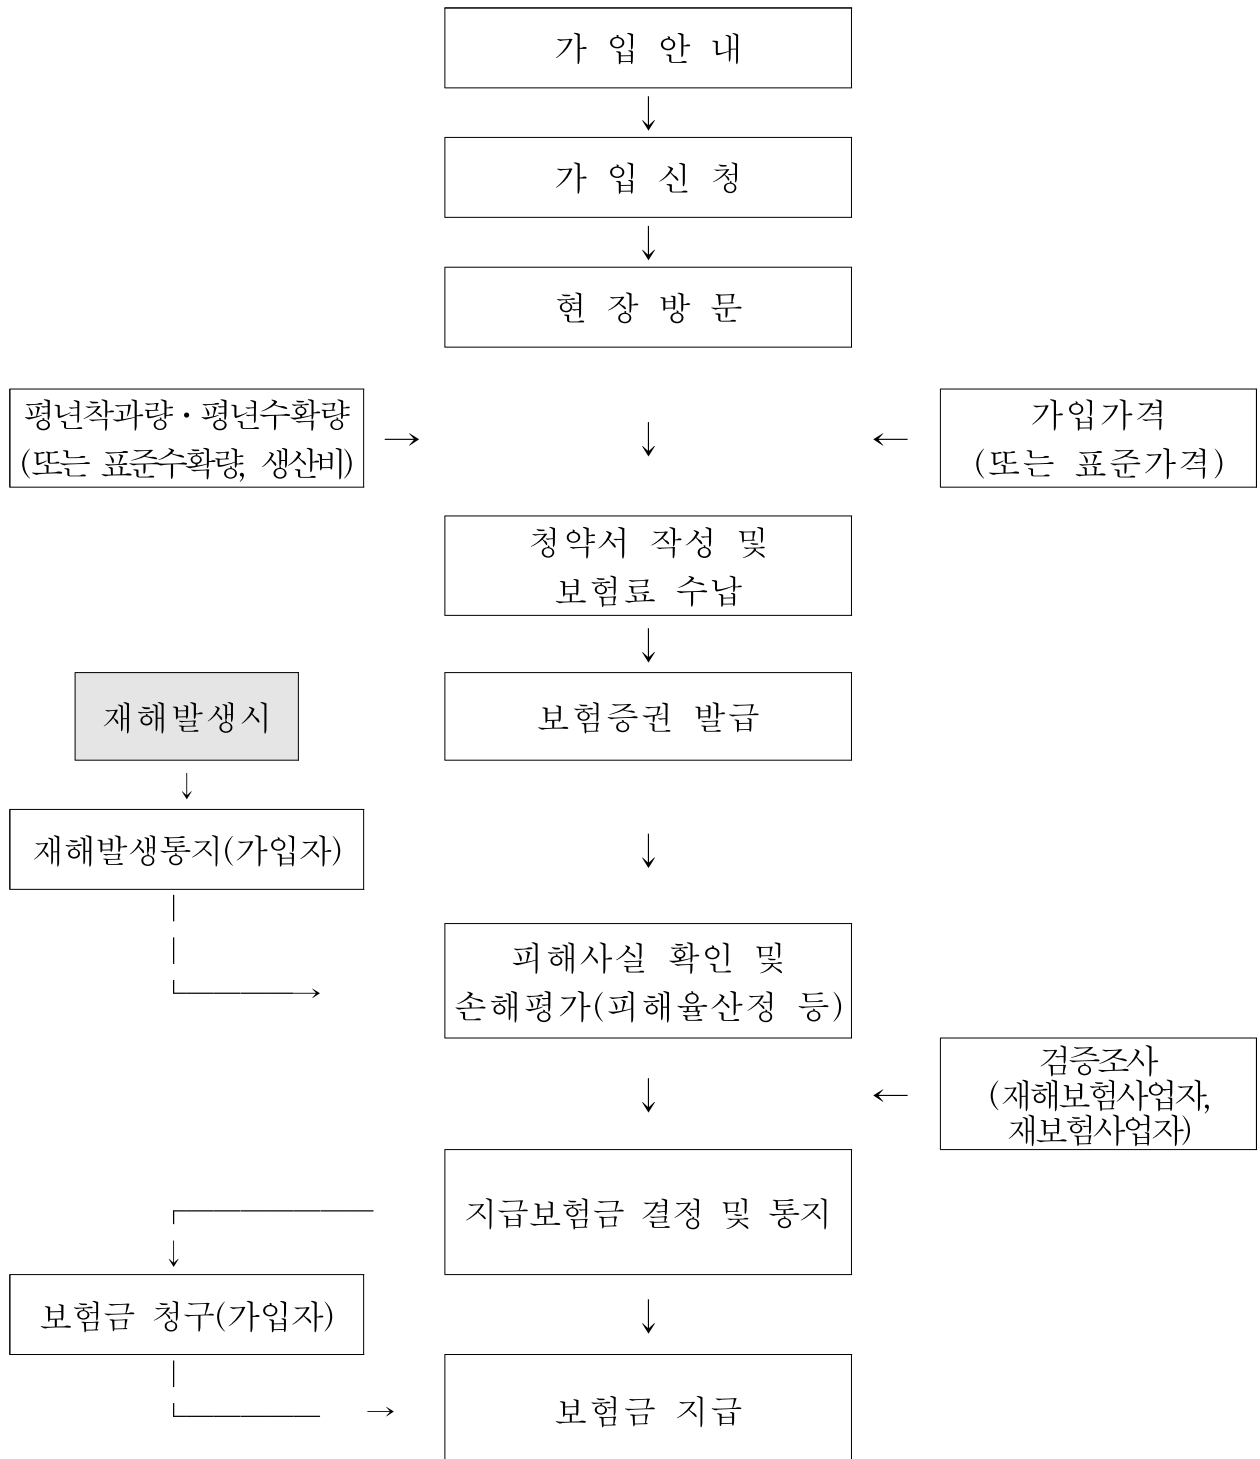 가 입 안 내
↓
가 입 신 청
↓
현 장 방 문
평년착과량·평년수확량
(또는 표준수확량, 생산비)
→
↓
←
가입가격
(또는 표준가격)
청약서 작성 및
보험료 수납
↓
재해발생시
보험증권 발급
↓
재해발생통지(가입자)
↓
피해사실 확인 및
손해평가(피해율산정 등)
↓
←
검증조사
(재해보험사업자,
재보험사업자)
지급보험금 결정 및 통지
↓
보험금 청구(가입자)
↓
→
보험금 지급